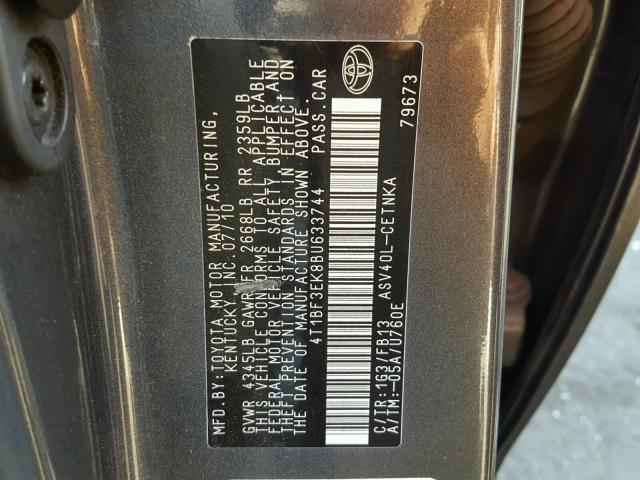 MFD.BY:TOYOTA MOTOR MANUFACTURING,
KENTUCKY, INC. 07/10
GVWR 4345LB GAWR FR 2668LB RR 2359LB
THIS VEHICLE CONFORMS TO ALL APPLICABLE
FEDERAL MOTOR VEHICLE SAFETY, BUMPER AND
THEFT PREVENTION STANDARDS IN EFFECT ON
THE DATE OF MANUFACTURE SHOWN ABOVE.
4T1BF3EK8BU633744 PASS.CAR
C/TR:1G3/FB13 ASV40L-CETNKA
A/TM:-05A/U760E
79673